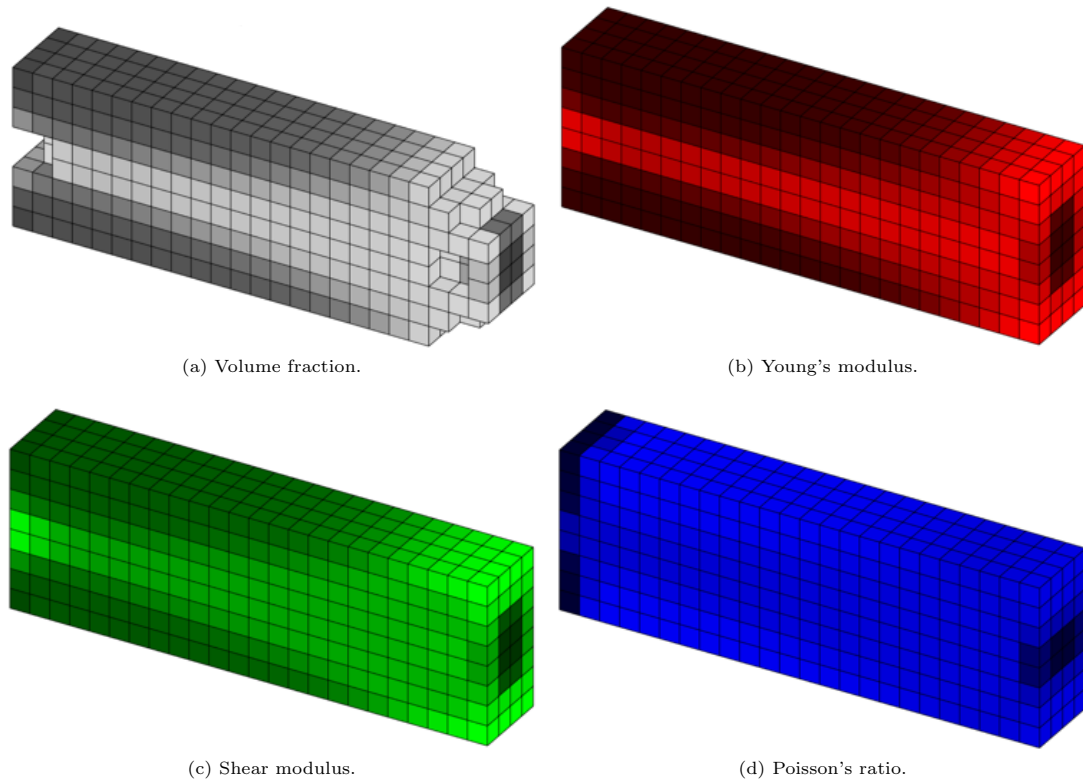 (a) Volume fraction.
(b) Young's modulus.
(c) Shear modulus.
(d) Poisson's ratio.